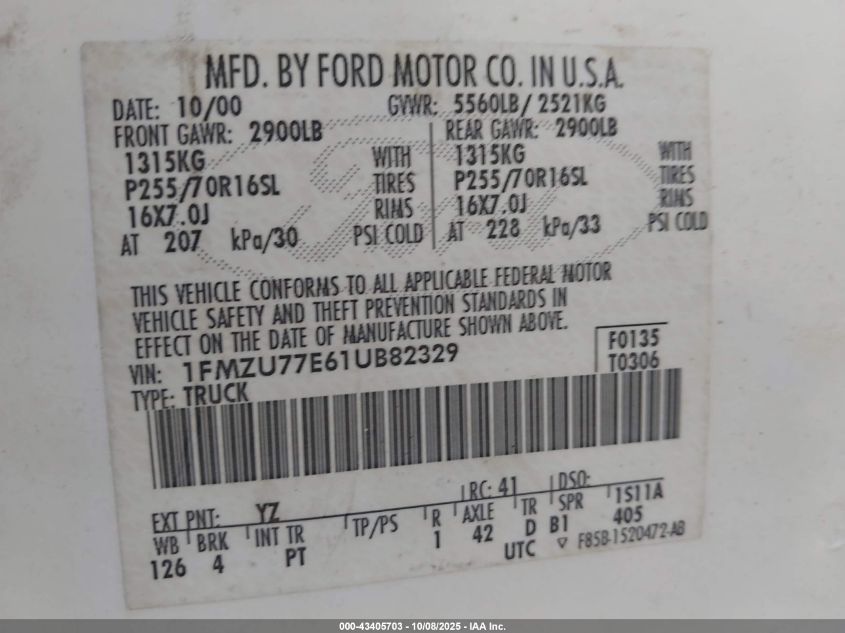 MFD. BY FORD MOTOR CO. IN U.S.A.
DATE: 10/00 GVWR: 5560LB/ 2521KG
FRONT GAWR: 2900LB REAR GAWR: 2900LB
1315KG WITH 1315KG WITH
P255/70R16SL TIRES P255/70R16SL TIRES
16X7.0J RIMS 16X7.0J RIMS
AT 207 kPa/30 PSI COLD AT 228 kPa/33 PSI COLD
THIS VEHICLE CONFORMS TO ALL APPLICABLE FEDERAL MOTOR
VEHICLE SAFETY AND THEFT PREVENTION STANDARDS IN
EFFECT ON THE DATE OF MANUFACTURE SHOWN ABOVE.
VIN: 1FMZU77E61UB82329 F0135
TYPE: TRUCK T0306
EXT PNT: YZ RC: 41 DSO:
WB BRK INT TR TP/PS R AXLE TR SPR 1S11A
126 4 PT 1 42 D B1 405
UTC ▽ F85B-1520472-AB
000-43405703 - 10/08/2025 - IAA Inc.